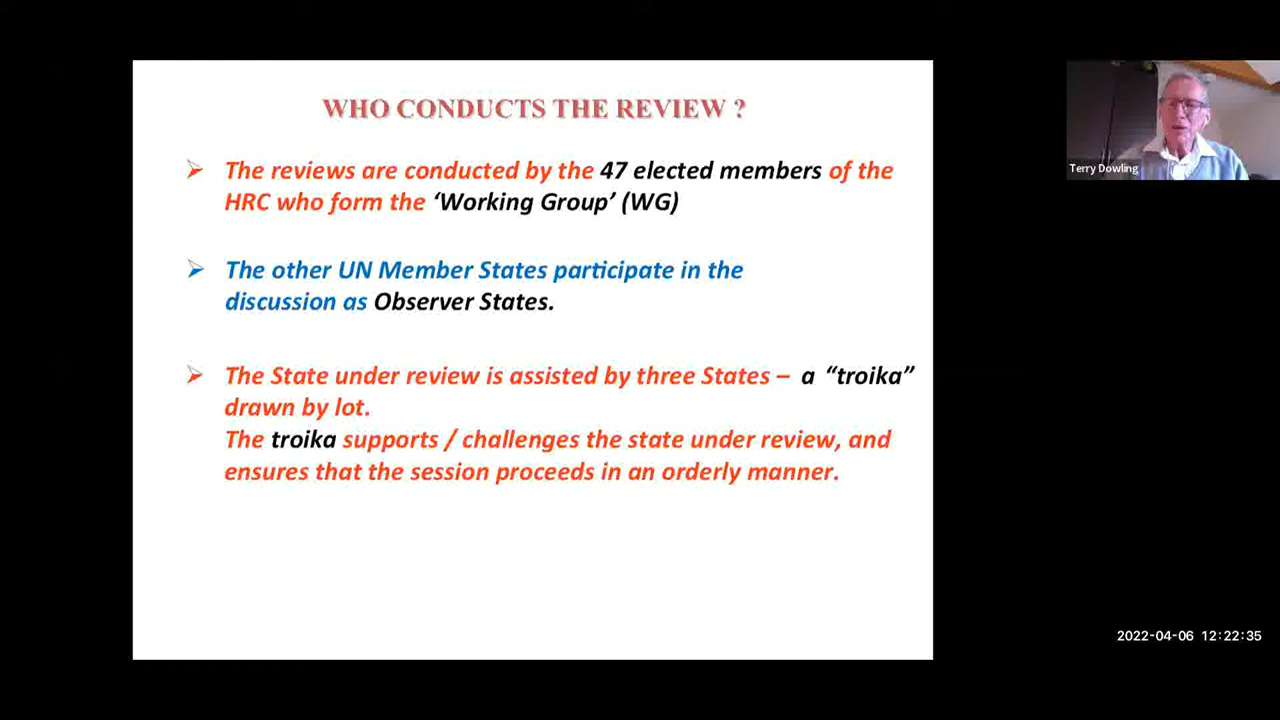 WHO CONDUCTS THE REVIEW ?
The reviews are conducted by the 47 elected members of the
HRC who form the ‘Working Group’ (WG)
The other UN Member States participate in the
discussion as Observer States.
The State under review is assisted by three States – a “troika”
drawn by lot.
The troika supports / challenges the state under review, and
ensures that the session proceeds in an orderly manner.
Terry Dowling
2022-04-06 12:22:35